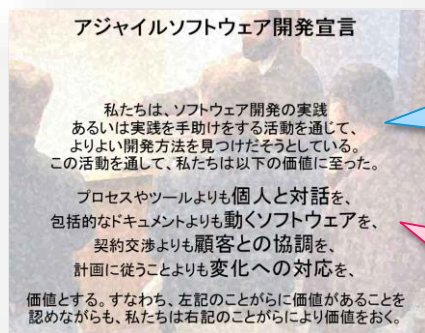 アジャイルソフトウェア開発宣言
私たちは、ソフトウェア開発の実践
あるいは実践を手助けをする活動を通じて、
よりよい開発方法を見つけだそうとしている。
この活動を通して、私たちは以下の価値に至った。
プロセスやツールよりも個人と対話を、
包括的なドキュメントよりも動くソフトウェアを、
契約交渉よりも顧客との協調を、
計画に従うことよりも変化への対応を、
価値とする。すなわち、左記のことがらに価値があることを
認めながらも、私たちは右記のことがらにより価値をおく。